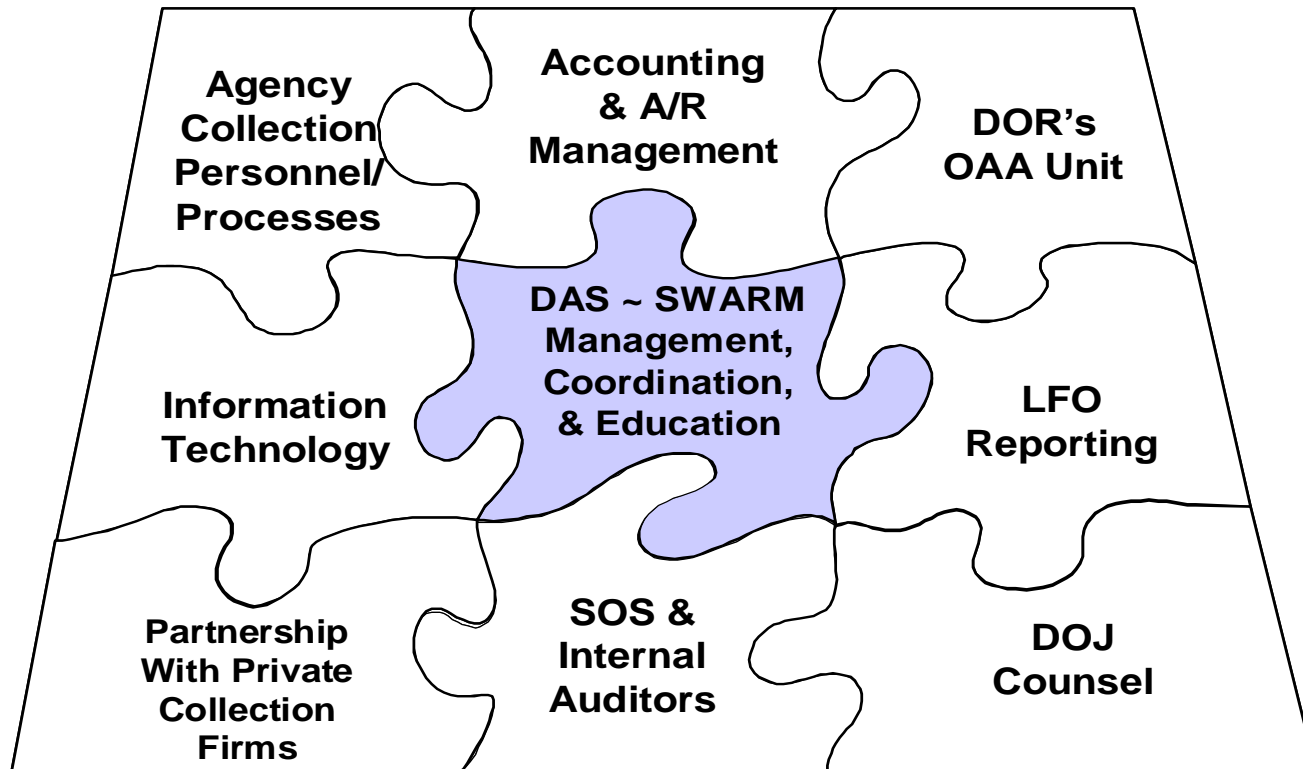 Agency
Collection
Personnel/
Processes
Accounting
& A/R
Management
DOR’s
OAA Unit
Information
Technology
DAS ~ SWARM
Management,
Coordination,
& Education
LFO
Reporting
Partnership
With Private
Collection
Firms
SOS &
Internal
Auditors
DOJ
Counsel